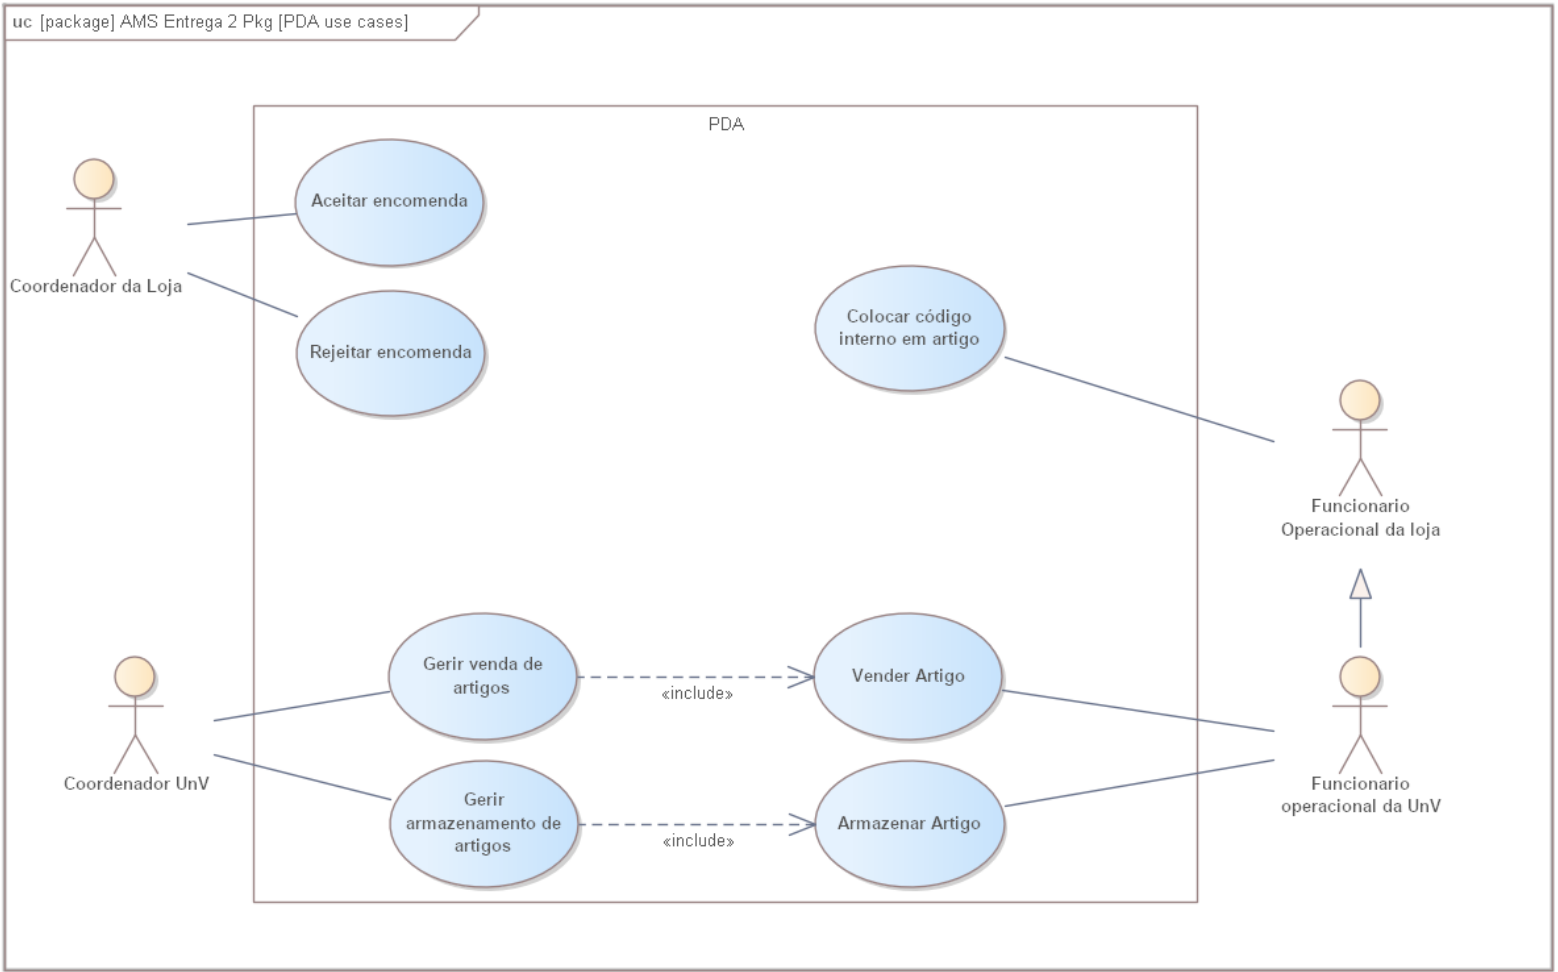 uc [package] AMS Entrega 2 Pkg [PDA use cases]
PDA
Aceitar encomenda
Coordenador da Loja
Rejeitar encomenda
Colocar código
interno em artigo
Funcionario
Operacional da loja
Gerir venda de
artigos
«include»
Vender Artigo
Coordenador UnV
Funcionario
operacional da UnV
Gerir
armazenamento de
artigos
«include»
Armazenar Artigo